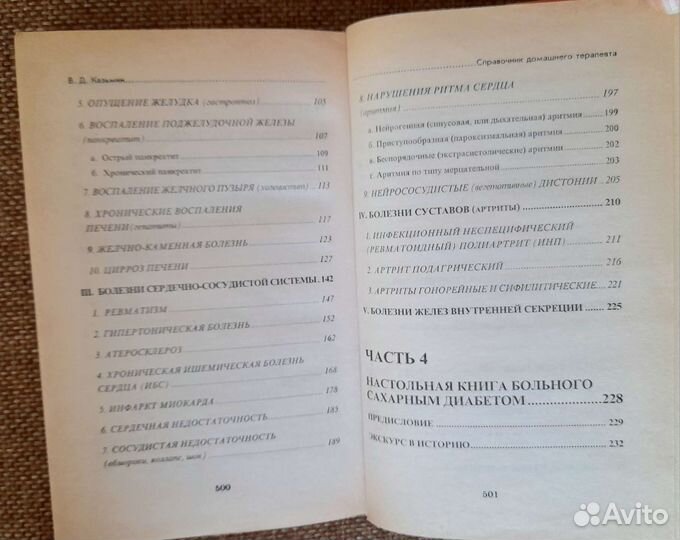 В. Д. Казьмин
5. ОПУЩЕНИЕ ЖЕЛУДКА (гастроптоз) 105
6. ВОСПАЛЕНИЕ ПОДЖЕЛУДОЧНОЙ ЖЕЛЕЗЫ
(панкреатит) 107
а. Острый панкреатит 109
б. Хронический панкреатит 111
7. ВОСПАЛЕНИЕ ЖЕЛЧНОГО ПУЗЫРЯ (холецистит) 113
8. ХРОНИЧЕСКИЕ ВОСПАЛЕНИЯ
ПЕЧЕНИ (гепатиты) 117
9. ЖЕЛЧНО-КАМЕННАЯ БОЛЕЗНЬ 123
10. ЦИРРОЗ ПЕЧЕНИ 127
III. БОЛЕЗНИ СЕРДЕЧНО-СОСУДИСТОЙ СИСТЕМЫ. 142
1. РЕВМАТИЗМ 147
2. ГИПЕРТОНИЧЕСКАЯ БОЛЕЗНЬ 152
3. АТЕРОСКЛЕРОЗ 162
4. ХРОНИЧЕСКАЯ ИШЕМИЧЕСКАЯ БОЛЕЗНЬ
СЕРДЦА (ИБС) 168
5. ИНФАРКТ МИОКАРДА 178
6. СЕРДЕЧНАЯ НЕДОСТАТОЧНОСТЬ 185
7. СОСУДИСТАЯ НЕДОСТАТОЧНОСТЬ
(обмороки, коллапс, шок) 189
500
Справочник домашнего терапевта
8. НАРУШЕНИЯ РИТМА СЕРДЦА
(аритмия) 197
а. Нейрогенная (синусовая, или дыхательная) аритмия 199
б. Приступообразная (пароксимальная) аритмия 200
в. Беспорядочные (экстрасистолические) аритмии 202
г. Аритмия по типу мерцательной 203
9. НЕЙРОСОСУДИСТЫЕ (вегетативные) ДИСТОНИИ 205
IV. БОЛЕЗНИ СУСТАВОВ (АРТРИТЫ) 210
1. ИНФЕКЦИОННЫЙ НЕСПЕЦИФИЧЕСКИЙ
(РЕВМАТОИДНЫЙ) ПОЛИАРТРИТ (ИНП) 211
2. АРТРИТ ПОДАГРИЧЕСКИЙ 216
3. АРТРИТЫ ГОНОРЕЙНЫЕ И СИФИЛИТИЧЕСКИЕ 221
V. БОЛЕЗНИ ЖЕЛЕЗ ВНУТРЕННЕЙ СЕКРЕЦИИ 225
ЧАСТЬ 4
НАСТОЛЬНАЯ КНИГА БОЛЬНОГО
САХАРНЫМ ДИАБЕТОМ 228
ПРЕДИСЛОВИЕ 229
ЭКСКУРС В ИСТОРИЮ 232
501
Avito